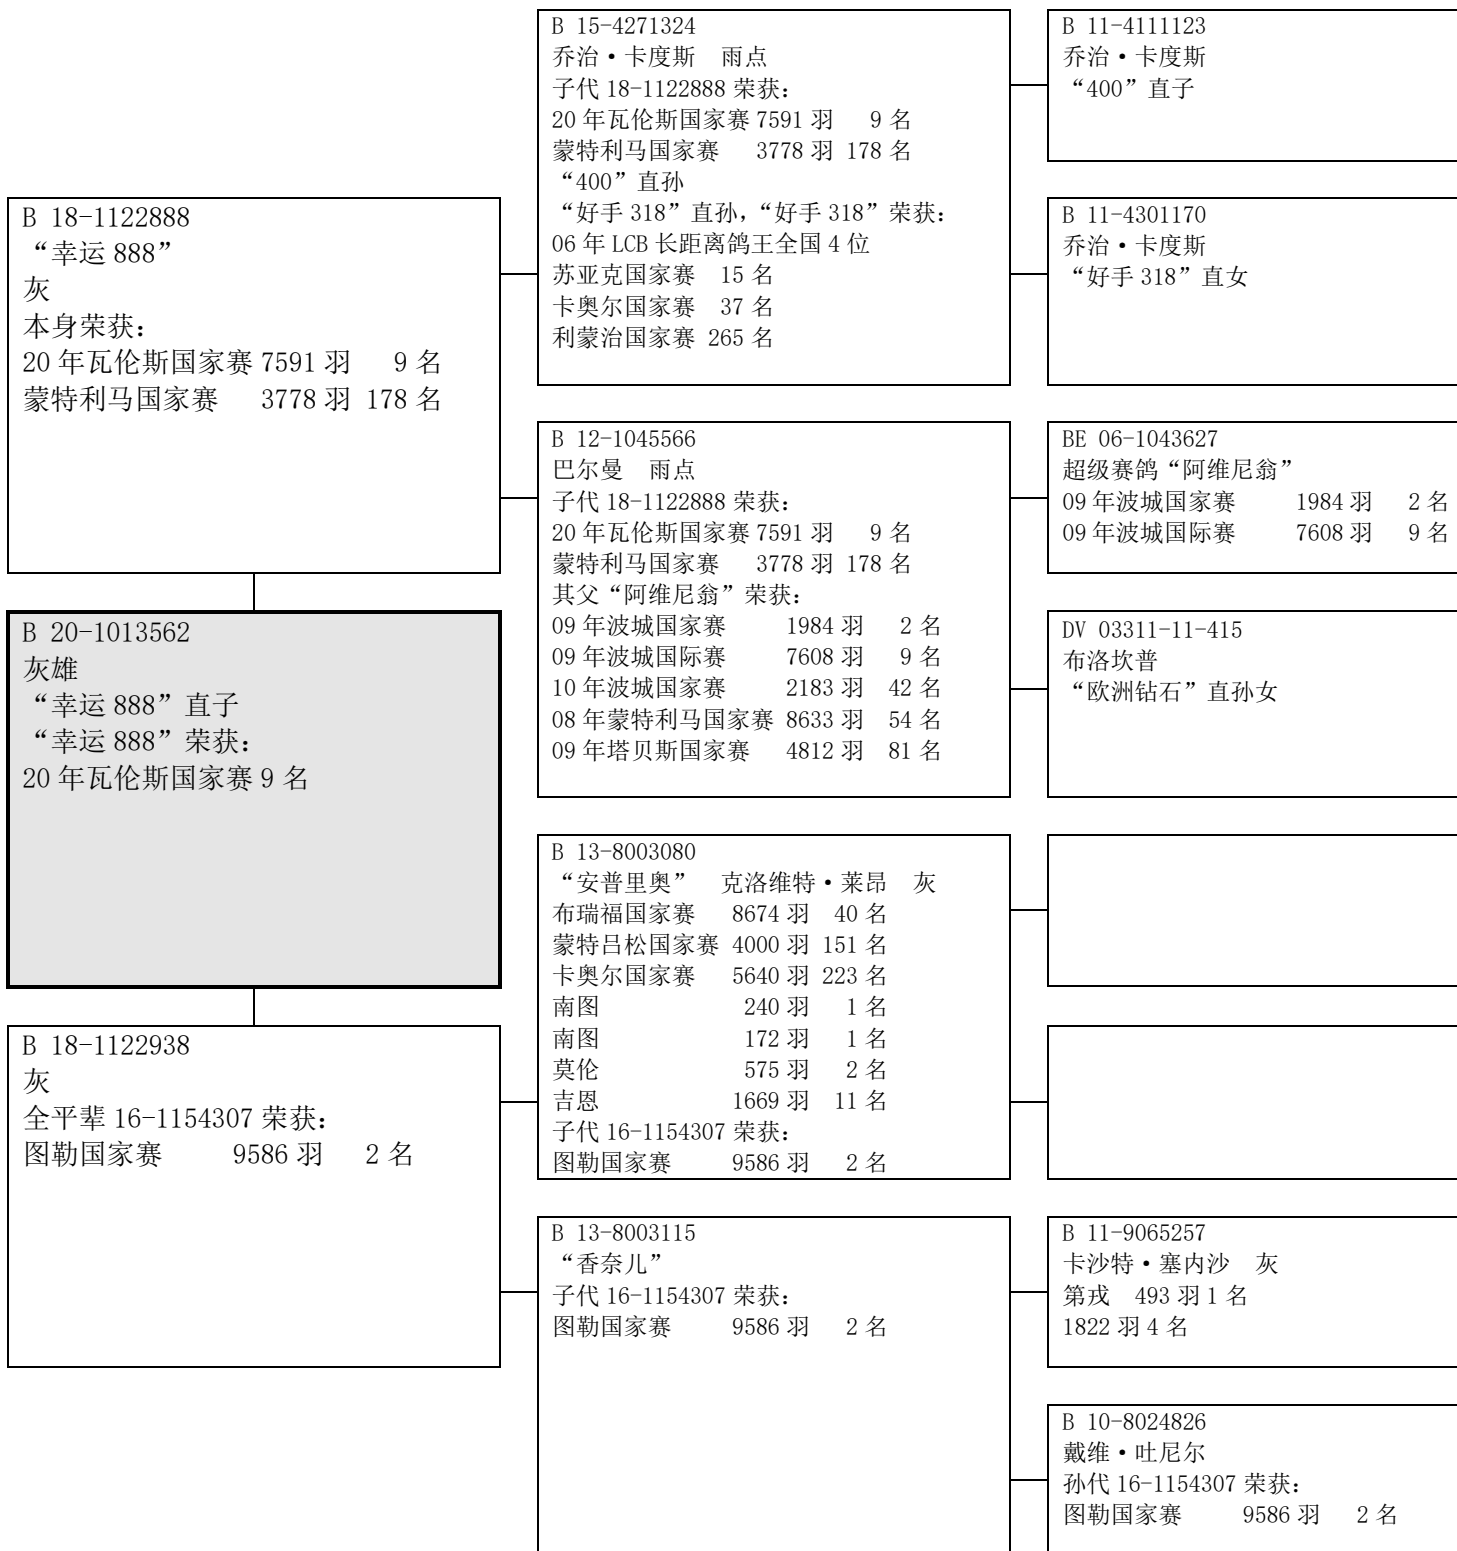 B 18-1122888
“幸运 888”
灰
本身荣获：
20 年瓦伦斯国家赛 7591 羽 9 名
蒙特利马国家赛 3778 羽 178 名
B 20-1013562
灰雄
“幸运 888”直子
“幸运 888”荣获：
20 年瓦伦斯国家赛 9 名
B 18-1122938
灰
全平辈 16-1154307 荣获：
图勒国家赛 9586 羽 2 名
B 15-4271324
乔治·卡度斯 雨点
子代 18-1122888 荣获：
20 年瓦伦斯国家赛 7591 羽 9 名
蒙特利马国家赛 3778 羽 178 名
“400”直孙
“好手 318”直孙，“好手 318”荣获：
06 年 LCB 长距离鸽王全国 4 位
苏亚克国家赛 15 名
卡奥尔国家赛 37 名
利蒙治国家赛 265 名
B 12-1045566
巴尔曼 雨点
子代 18-1122888 荣获：
20 年瓦伦斯国家赛 7591 羽 9 名
蒙特利马国家赛 3778 羽 178 名
其父“阿维尼翁”荣获：
09 年波城国家赛 1984 羽 2 名
09 年波城国际赛 7608 羽 9 名
10 年波城国家赛 2183 羽 42 名
08 年蒙特利马国家赛 8633 羽 54 名
09 年塔贝斯国家赛 4812 羽 81 名
B 13-8003080
“安普里奥” 克洛维特·莱昂 灰
布瑞福国家赛 8674 羽 40 名
蒙特吕松国家赛 4000 羽 151 名
卡奥尔国家赛 5640 羽 223 名
南图 240 羽 1 名
南图 172 羽 1 名
莫伦 575 羽 2 名
吉恩 1669 羽 11 名
子代 16-1154307 荣获：
图勒国家赛 9586 羽 2 名
B 13-8003115
“香奈儿”
子代 16-1154307 荣获：
图勒国家赛 9586 羽 2 名
B 11-4111123
乔治·卡度斯
“400”直子
B 11-4301170
乔治·卡度斯
“好手 318”直女
BE 06-1043627
超级赛鸽“阿维尼翁”
09 年波城国家赛 1984 羽 2 名
09 年波城国际赛 7608 羽 9 名
DV 03311-11-415
布洛坎普
“欧洲钻石”直孙女
B 11-9065257
卡沙特·塞内沙 灰
第戎 493 羽 1 名
1822 羽 4 名
B 10-8024826
戴维·吐尼尔
孙代 16-1154307 荣获：
图勒国家赛 9586 羽 2 名